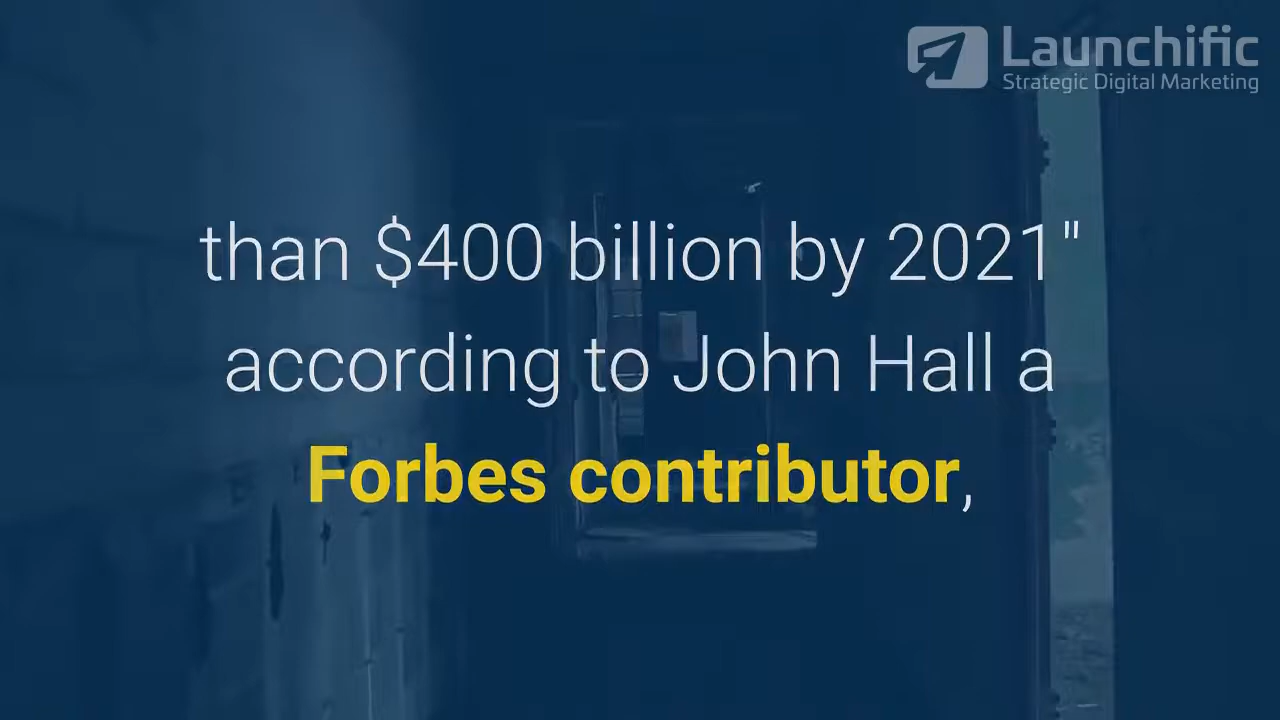 Launchific
Strategic Digital Marketing
than $400 billion by 2021"
according to John Hall a
Forbes contributor,